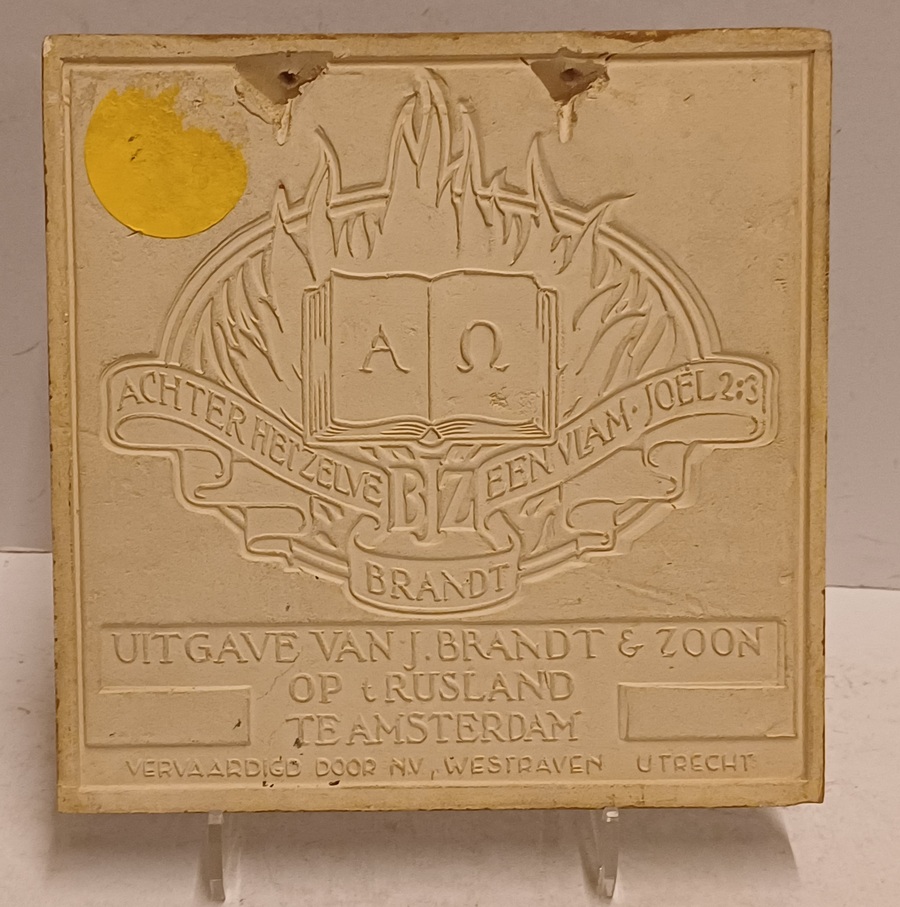 Α Ω
ACHTER HETZELVE BZ EEN VLAM · JOËL 2:3
BRANDT
UITGAVE VAN J. BRANDT & ZOON
OP t RUSLAND
TE AMSTERDAM
VERVAARDIGD DOOR N.V. WESTRAVEN UTRECHT